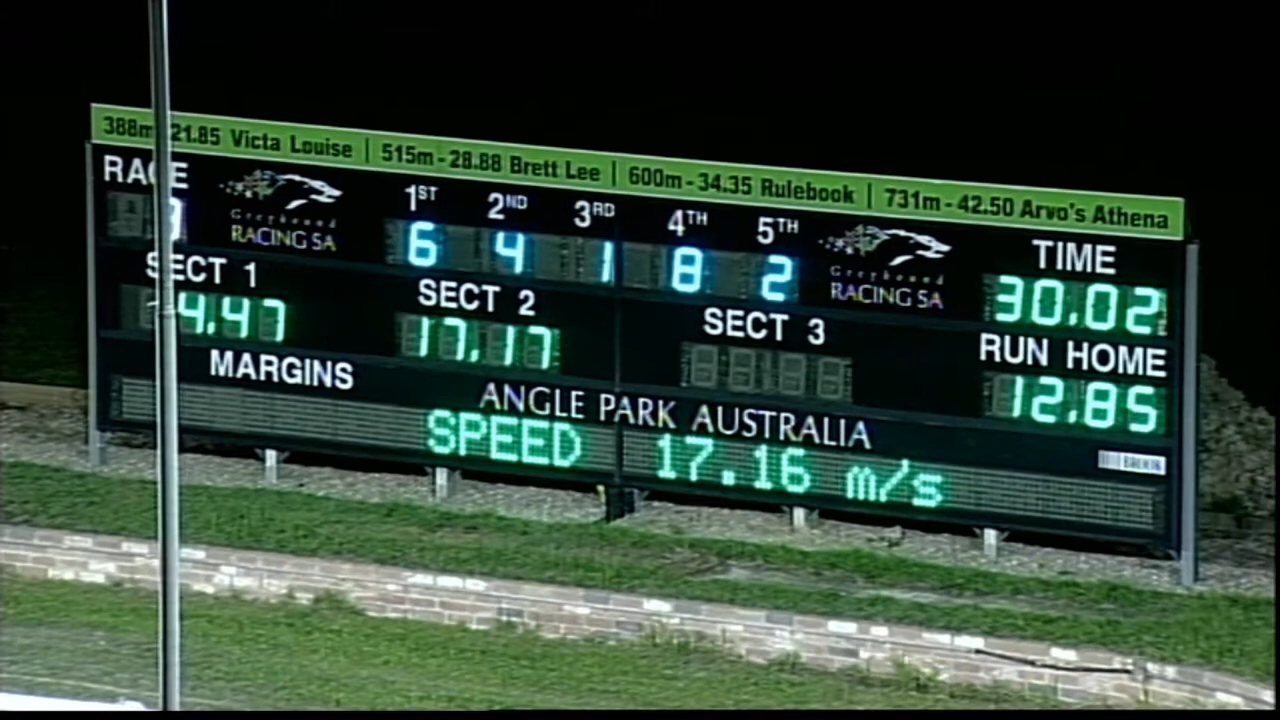 388m-21.85 Victa Louise | 515m-28.88 Brett Lee | 600m-34.35 Rulebook | 731m-42.50 Arvo's Athena
RACE 1ST 2ND 3RD 4TH 5TH TIME
6 4 1 8 2 30.02
Greyhound RACING SA Greyhound RACING SA
SECT 1 SECT 2 SECT 3 RUN HOME
4.47 17.17 12.85
MARGINS ANGLE PARK AUSTRALIA
SPEED 17.16 m/s